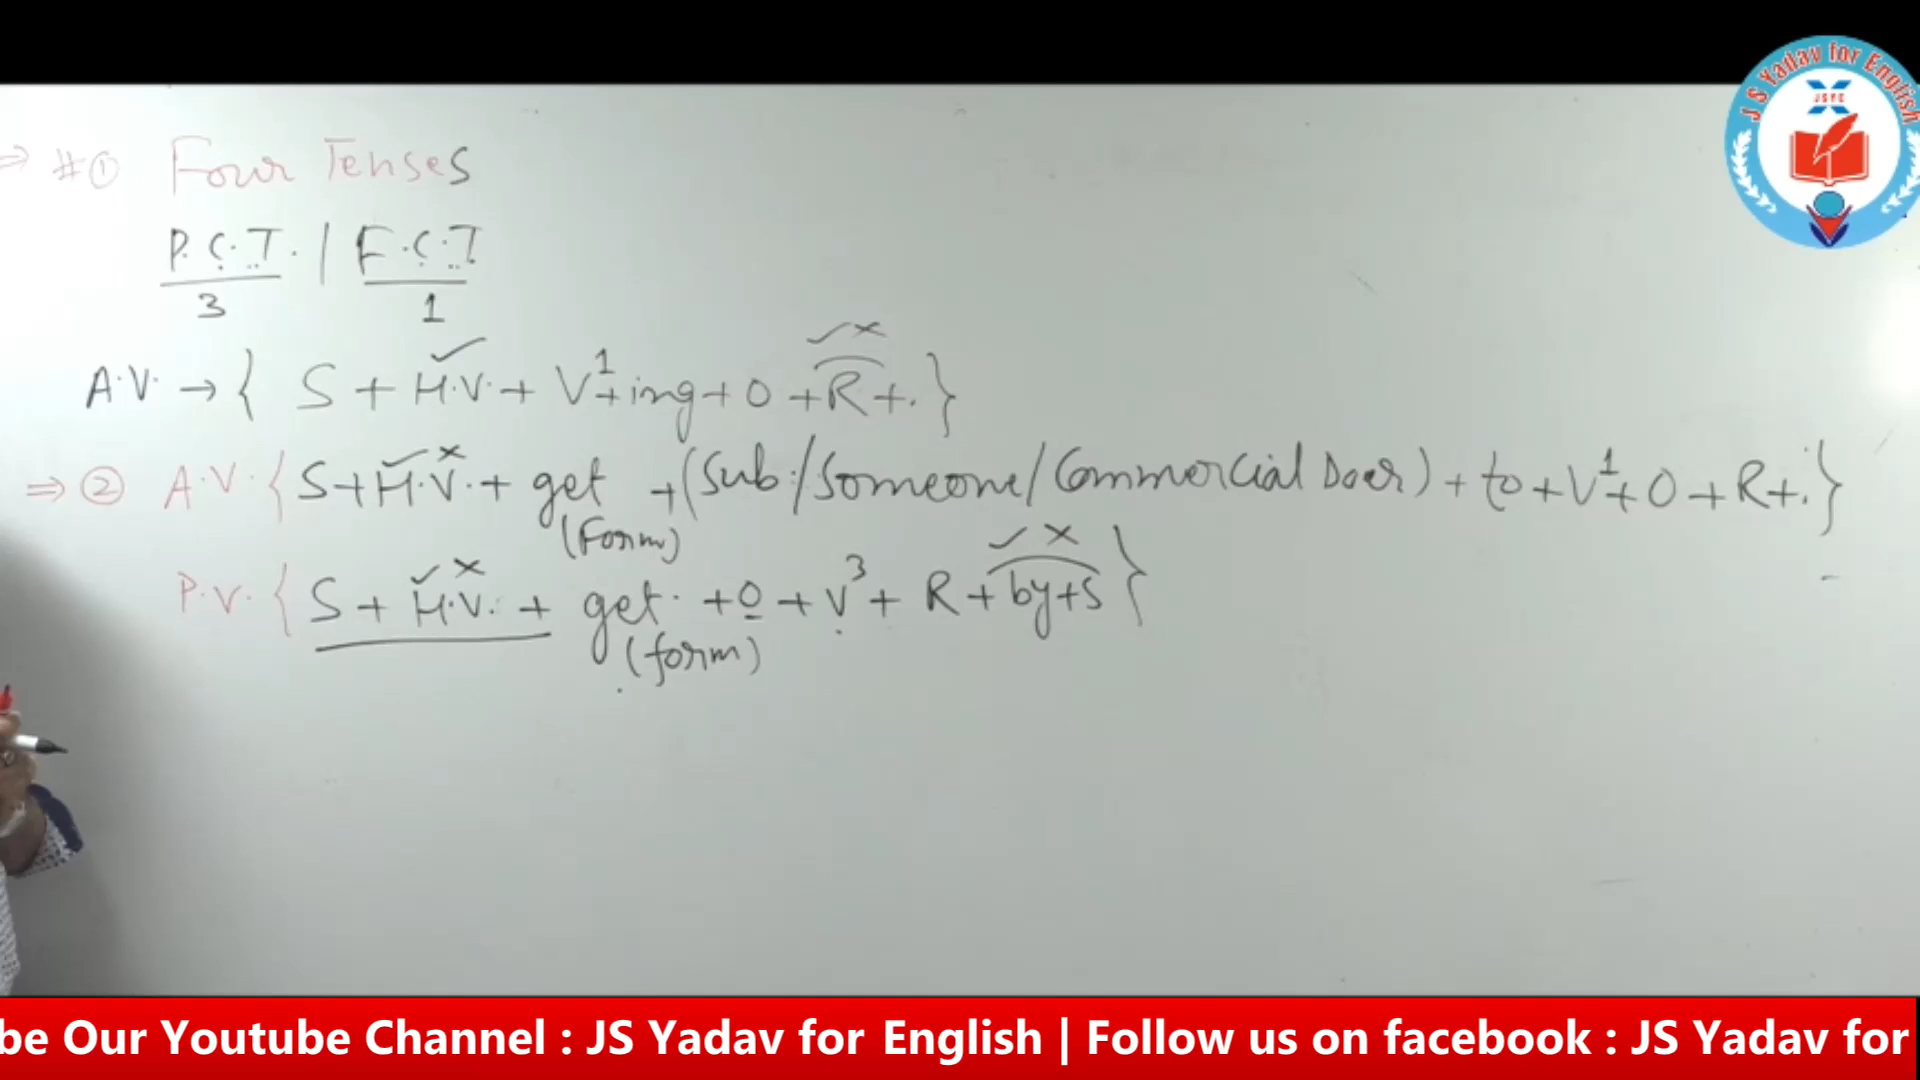 J S Yadav for English
JSYE
⇒ #① Four Tenses
P.C.T. | F.C.T
3 1
A.V. → { S + H.V. + V¹+ing + O + R + . }
⇒ ② A.V. { S + H.V. + get + (Sub:/Someone/Commercial Doer) + to + V¹ + O + R + . }
(Form)
P.V. { S + H.V. + get + O + V³ + R + by + S }
(form)
be Our Youtube Channel : JS Yadav for English | Follow us on facebook : JS Yadav for